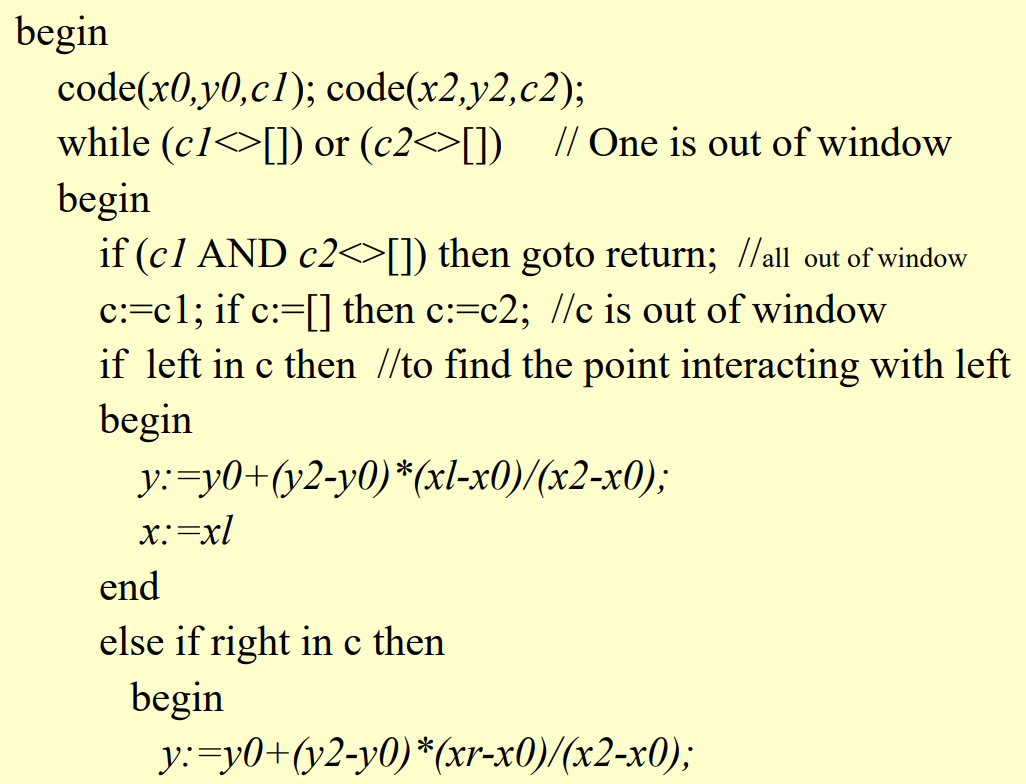 begin
code(x0,y0,c1); code(x2,y2,c2);
while (c1<>[]) or (c2<>[]) // One is out of window
begin
if (c1 AND c2<>[]) then goto return; //all out of window
c:=c1; if c:=[] then c:=c2; //c is out of window
if left in c then //to find the point interacting with left
begin
y:=y0+(y2-y0)*(xl-x0)/(x2-x0);
x:=xl
end
else if right in c then
begin
y:=y0+(y2-y0)*(xr-x0)/(x2-x0);